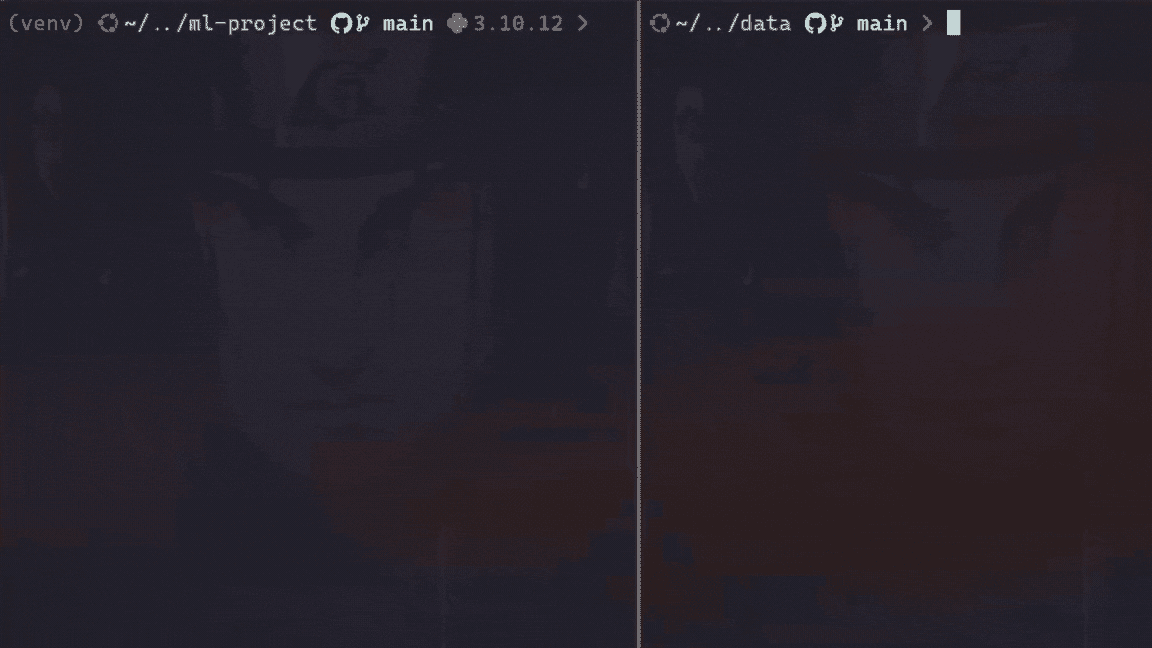 (venv) ~/../ml-project main 3.10.12 >
~/../data main >